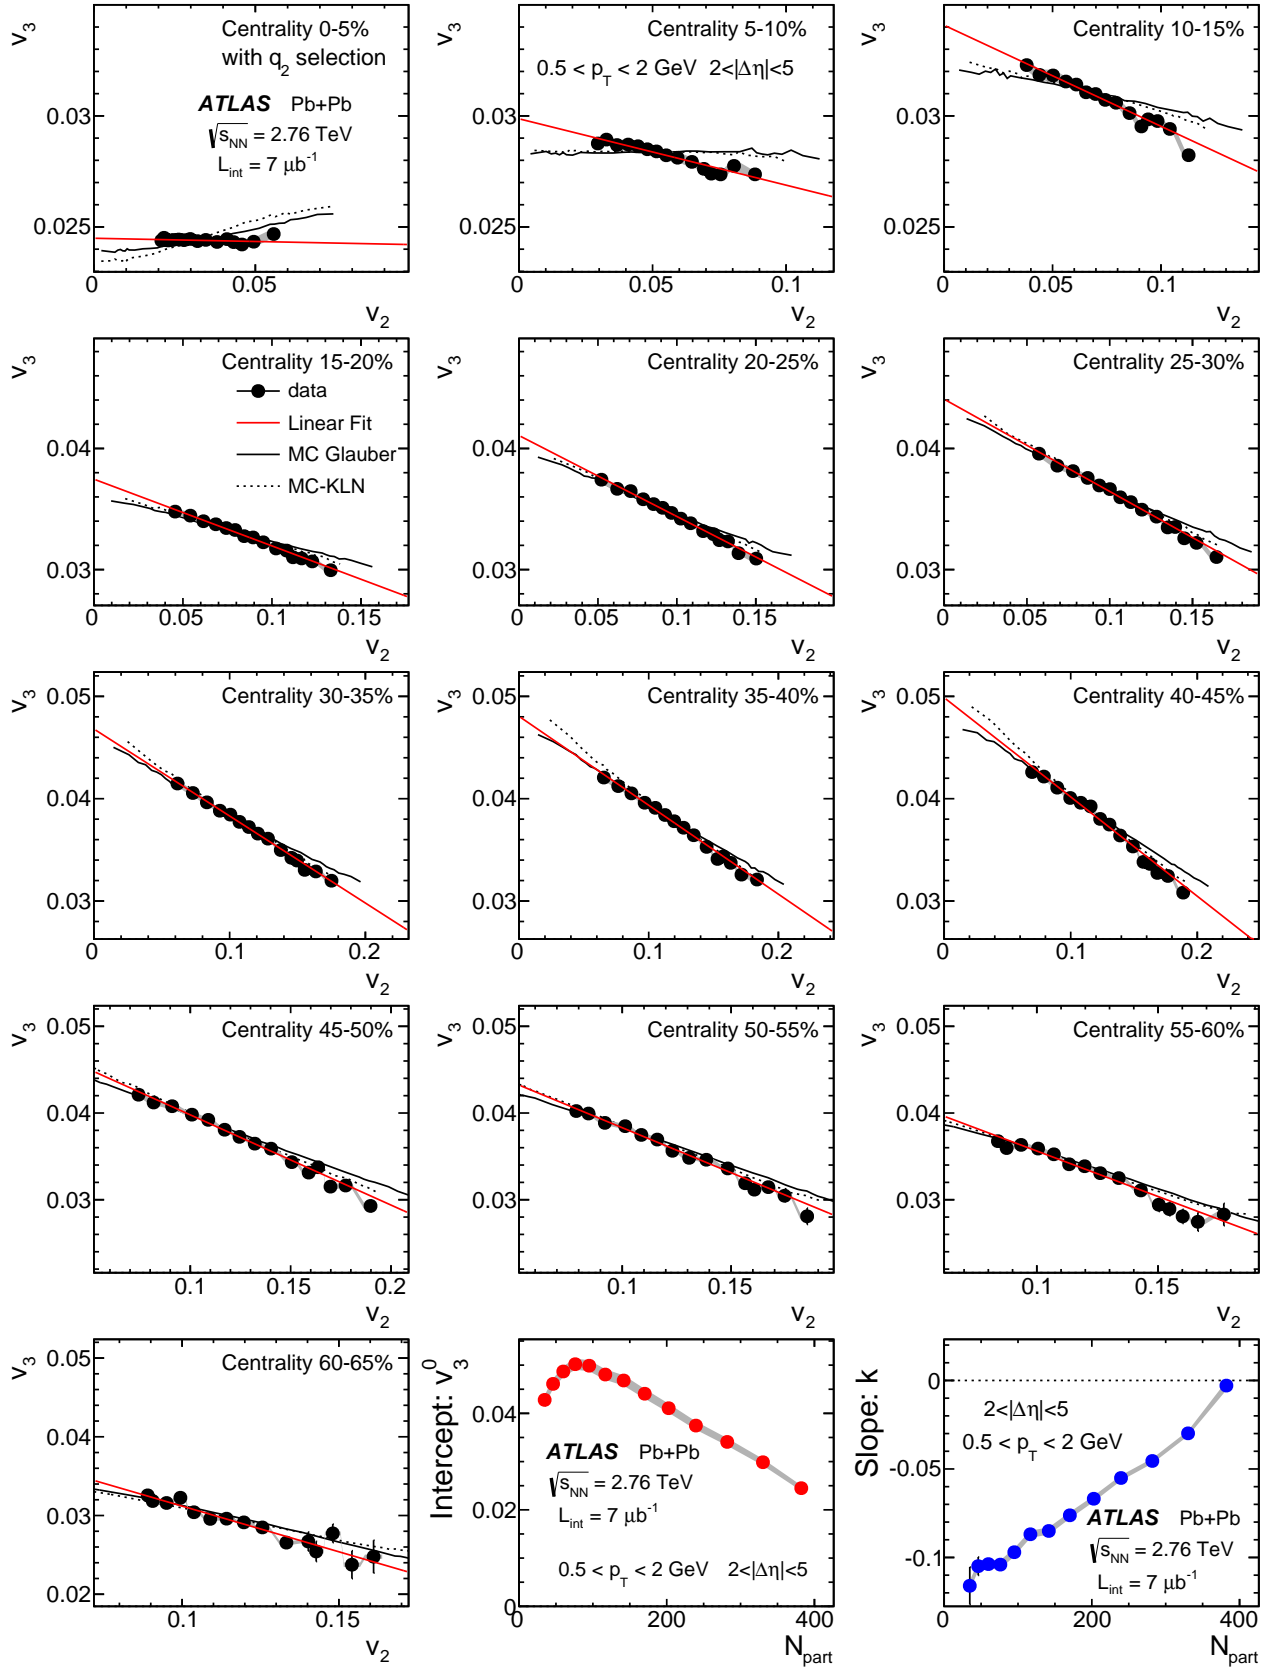 v3
Centrality 0-5%
with q2 selection
ATLAS Pb+Pb
√sNN = 2.76 TeV
Lint = 7 μb-1
0.03
0.025
0 0.05
v2
v3
Centrality 5-10%
0.5 < pT < 2 GeV 2<|Δη|<5
0.03
0.025
0 0.05 0.1
v2
v3
Centrality 10-15%
0.03
0.025
0 0.05 0.1
v2
v3
Centrality 15-20%
data
Linear Fit
MC Glauber
MC-KLN
0.04
0.03
0 0.05 0.1 0.15
v2
v3
Centrality 20-25%
0.04
0.03
0 0.05 0.1 0.15
v2
v3
Centrality 25-30%
0.04
0.03
0 0.05 0.1 0.15
v2
v3
Centrality 30-35%
0.05
0.04
0.03
0 0.1 0.2
v2
v3
Centrality 35-40%
0.05
0.04
0.03
0 0.1 0.2
v2
v3
Centrality 40-45%
0.05
0.04
0.03
0 0.1 0.2
v2
v3
Centrality 45-50%
0.05
0.04
0.03
0.1 0.15 0.2
v2
v3
Centrality 50-55%
0.05
0.04
0.03
0.1 0.15
v2
v3
Centrality 55-60%
0.05
0.04
0.03
0.1 0.15
v2
v3
Centrality 60-65%
0.05
0.04
0.03
0.02
0.1 0.15
v2
Intercept: v03
0.04
0.02
0
ATLAS Pb+Pb
√sNN = 2.76 TeV
Lint = 7 μb-1
0.5 < pT < 2 GeV 2<|Δη|<5
0 200 400
Npart
Slope: k
0
-0.05
-0.1
2<|Δη|<5
0.5 < pT < 2 GeV
ATLAS Pb+Pb
√sNN = 2.76 TeV
Lint = 7 μb-1
0 200 400
Npart